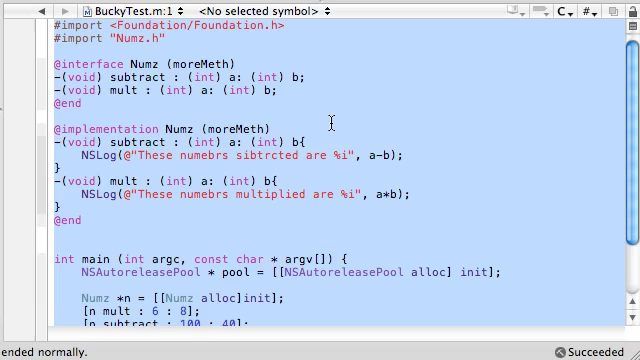 BuckyTest.m:1 <No selected symbol> C #
#import <Foundation/Foundation.h>
#import "Numz.h"
@interface Numz (moreMeth)
-(void) subtract : (int) a: (int) b;
-(void) mult : (int) a: (int) b;
@end
@implementation Numz (moreMeth)
-(void) subtract : (int) a: (int) b{
NSLog(@"These numebrs sibtrcted are %i", a-b);
}
-(void) mult : (int) a: (int) b{
NSLog(@"These numebrs multiplied are %i", a*b);
}
@end
int main (int argc, const char * argv[]) {
NSAutoreleasePool * pool = [[NSAutoreleasePool alloc] init];
Numz *n = [[Numz alloc]init];
[n mult : 6 : 8];
[n subtract : 100 : 40];
ended normally. Succeeded